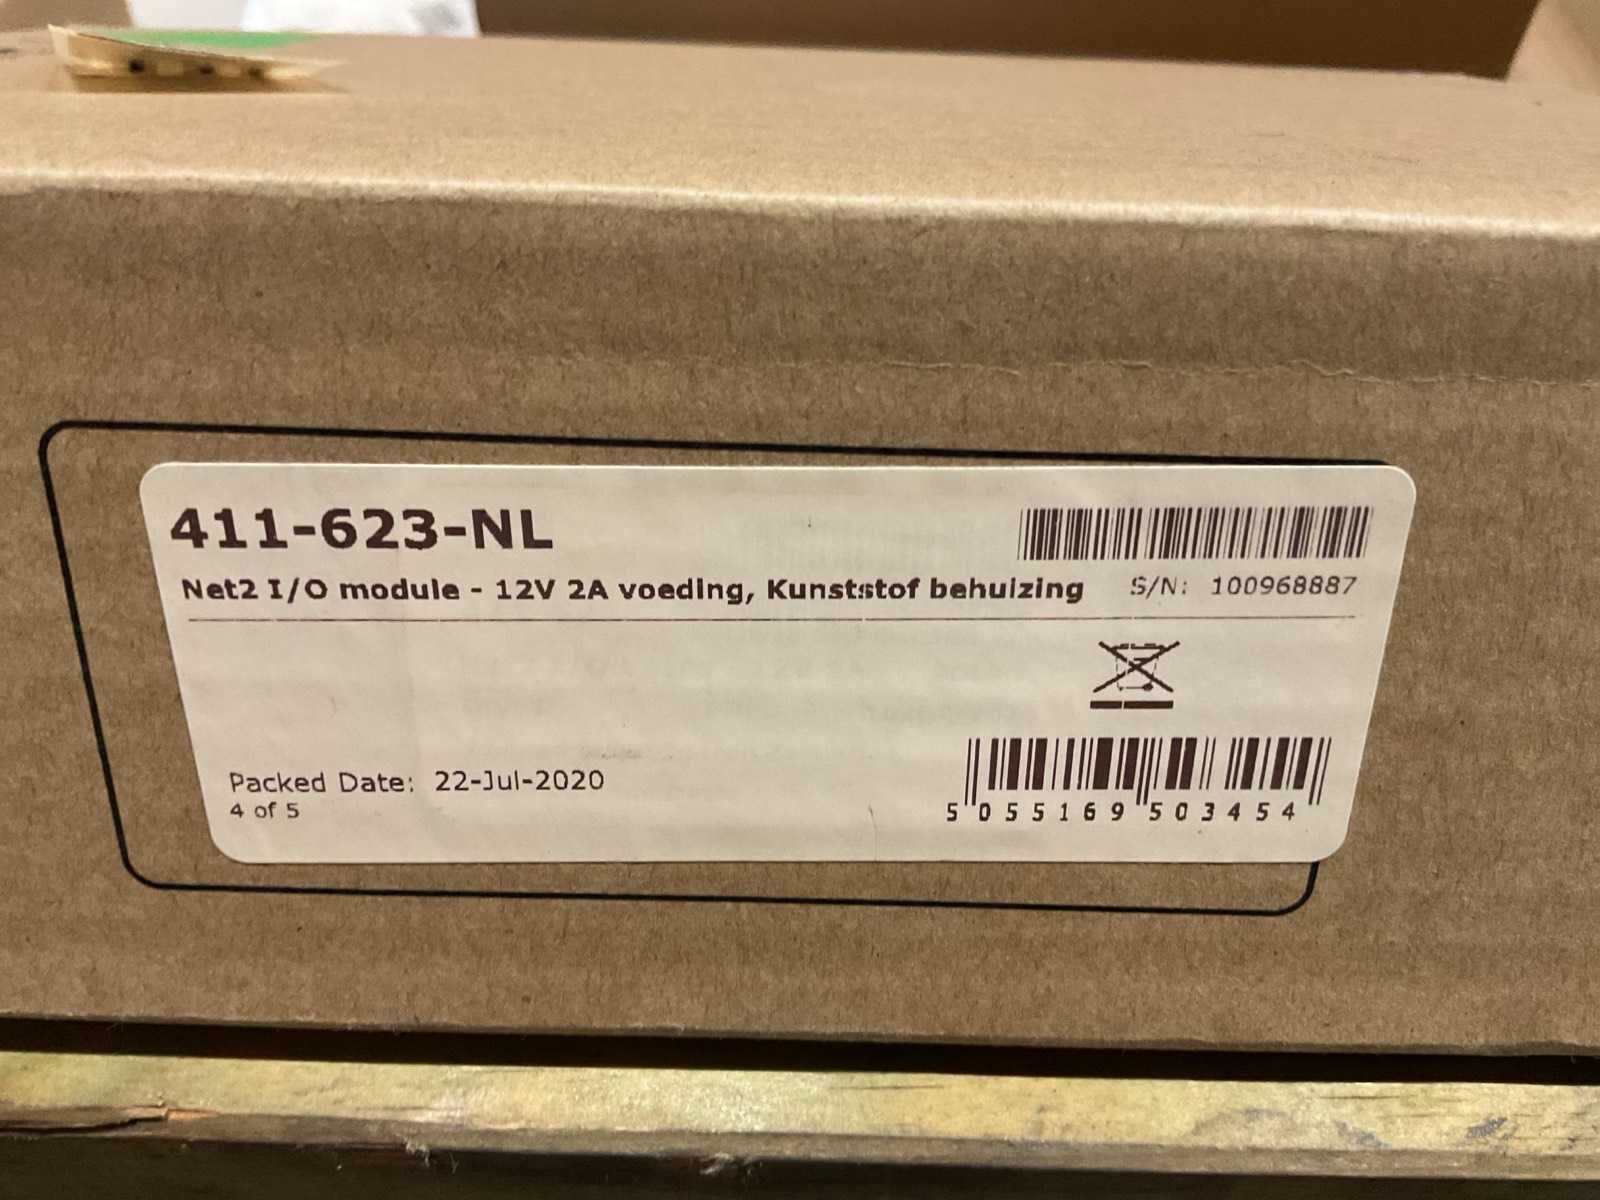 411-623-NL
Net2 I/O module - 12V 2A voeding, Kunststof behuizing
S/N: 100968887
Packed Date: 22-Jul-2020
4 of 5
5 055169 503454